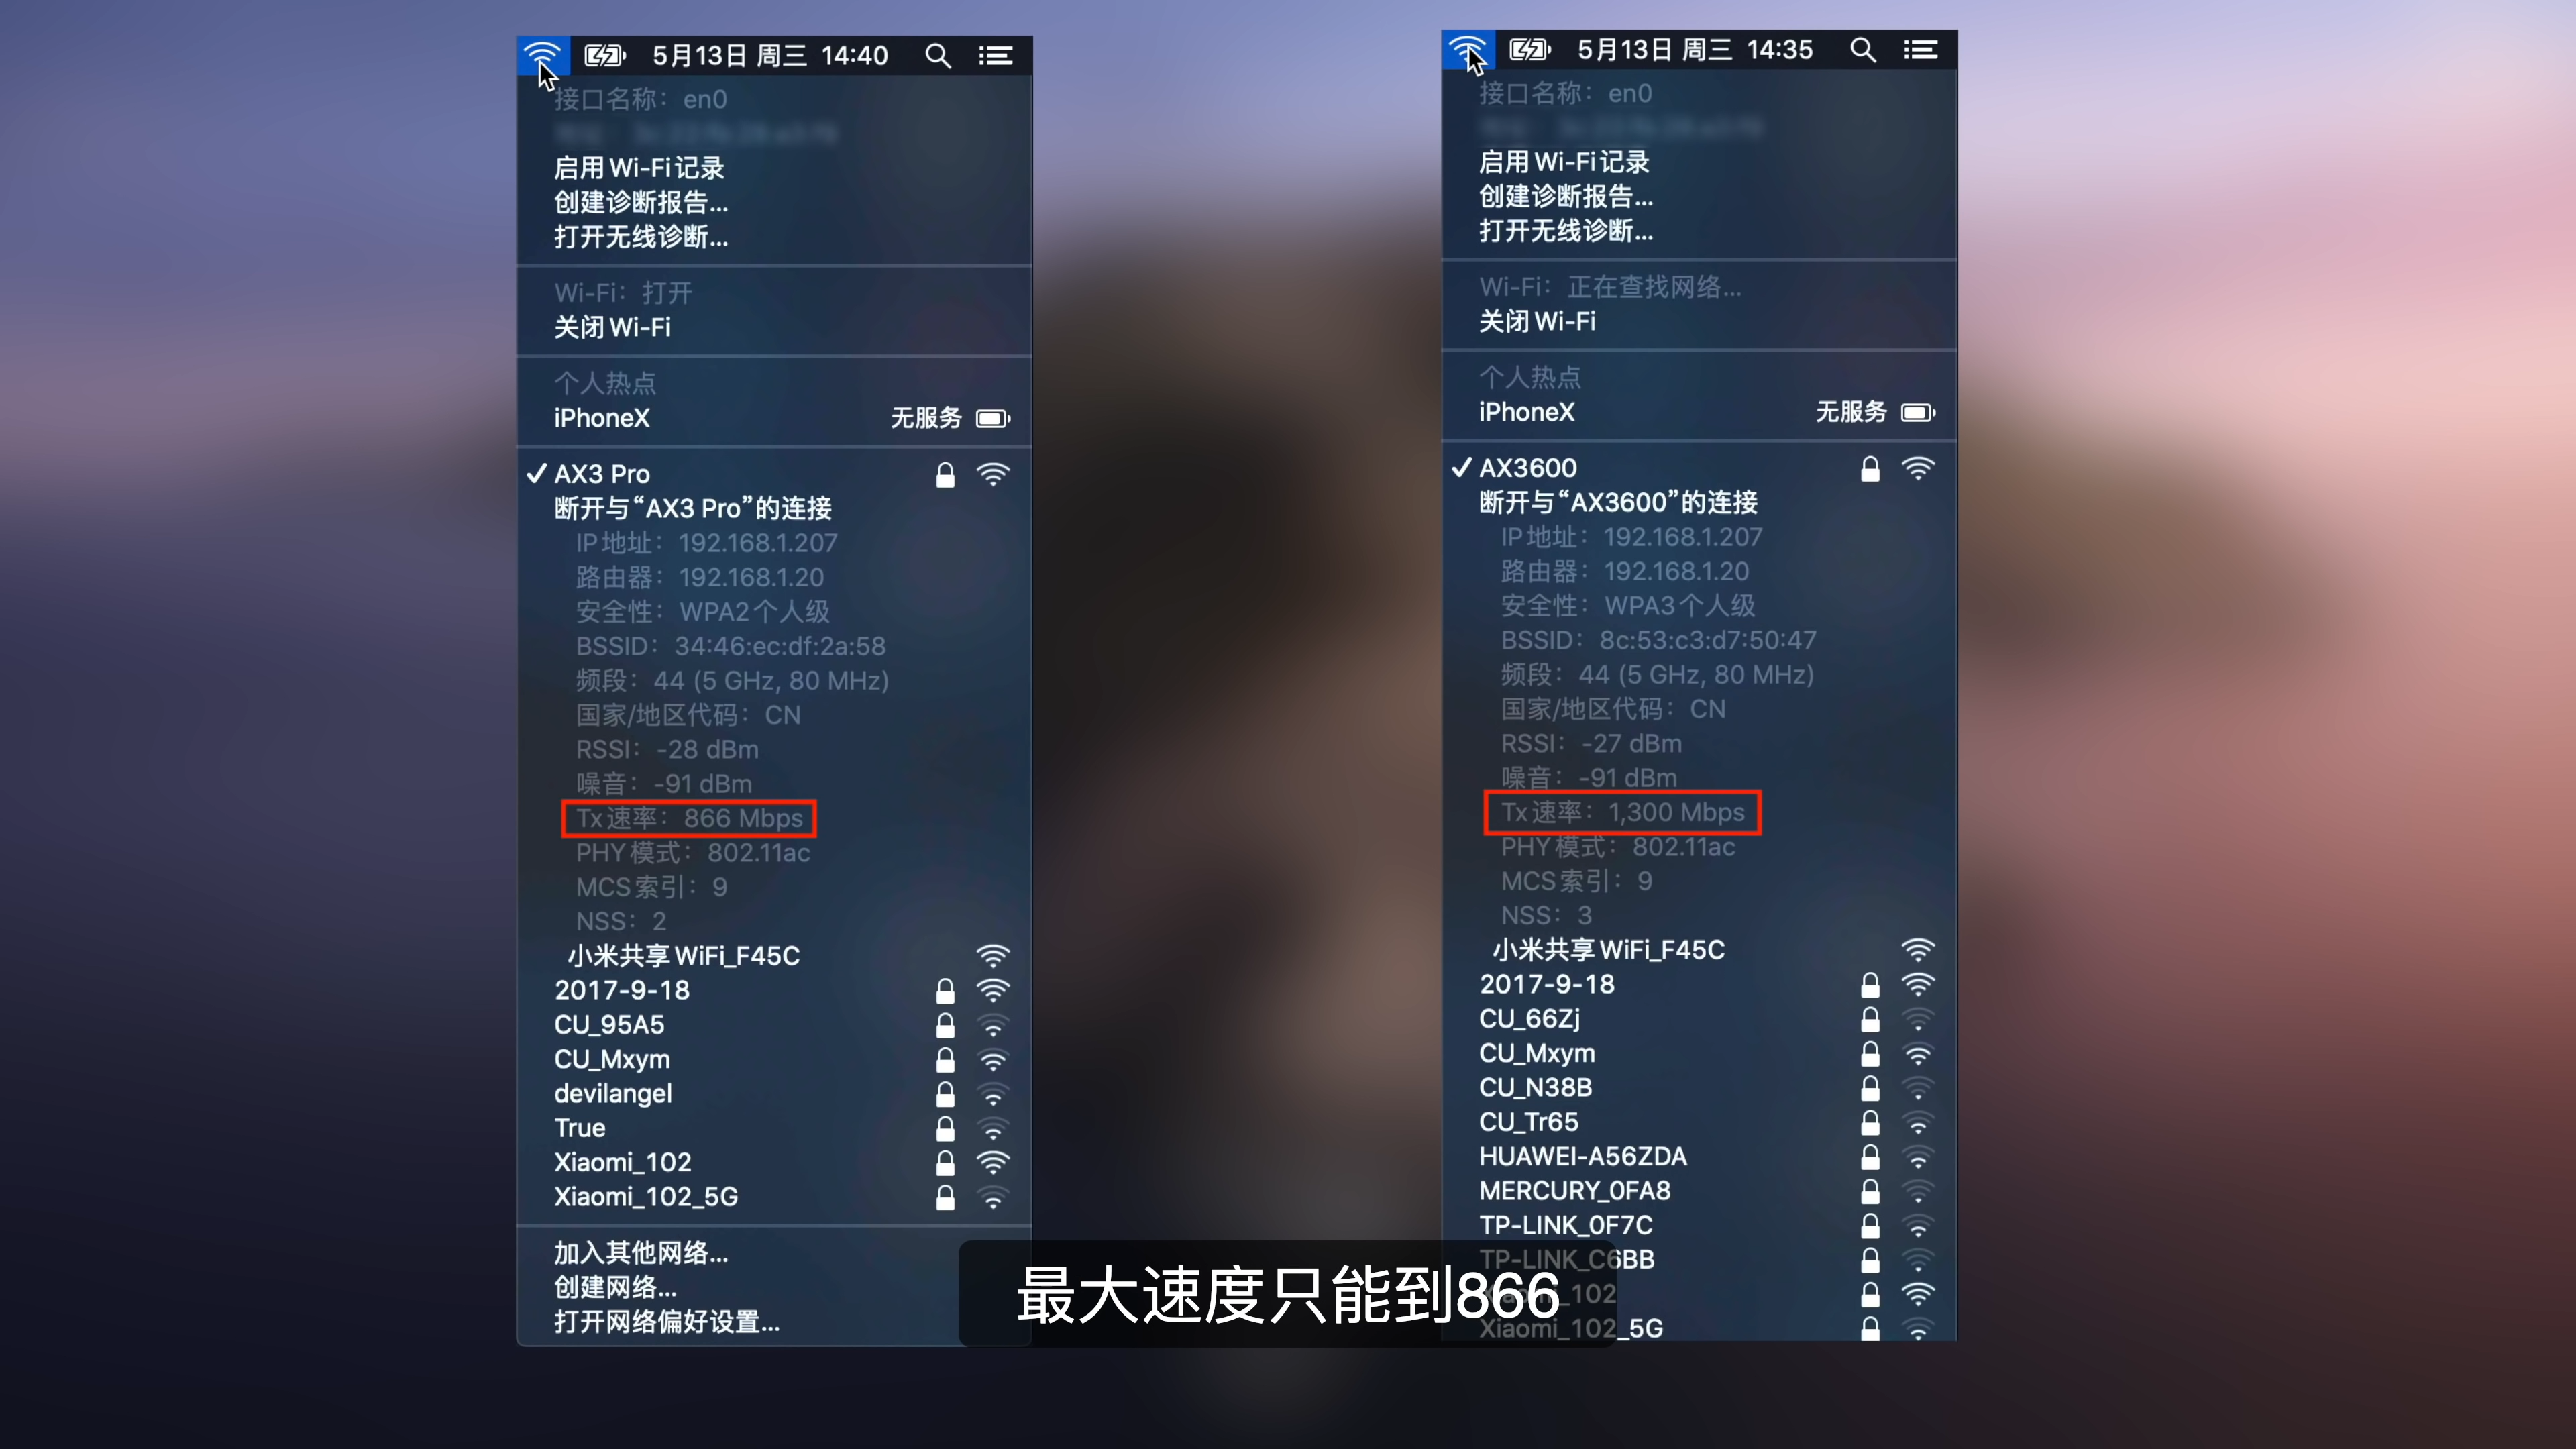 5月13日 周三 14:40
接口名称：en0
启用Wi-Fi记录
创建诊断报告...
打开无线诊断...
Wi-Fi：打开
关闭Wi-Fi
个人热点
iPhoneX 无服务
AX3 Pro
断开与“AX3 Pro”的连接
IP地址：192.168.1.207
路由器：192.168.1.20
安全性：WPA2个人级
BSSID：34:46:ec:df:2a:58
频段：44 (5 GHz, 80 MHz)
国家/地区代码：CN
RSSI：-28 dBm
噪音：-91 dBm
Tx速率：866 Mbps
PHY模式：802.11ac
MCS索引：9
NSS：2
小米共享WiFi_F45C
2017-9-18
CU_95A5
CU_Mxym
devilangel
True
Xiaomi_102
Xiaomi_102_5G
加入其他网络...
创建网络...
打开网络偏好设置...
5月13日 周三 14:35
接口名称：en0
启用Wi-Fi记录
创建诊断报告...
打开无线诊断...
Wi-Fi：正在查找网络...
关闭Wi-Fi
个人热点
iPhoneX 无服务
AX3600
断开与“AX3600”的连接
IP地址：192.168.1.207
路由器：192.168.1.20
安全性：WPA3个人级
BSSID：8c:53:c3:d7:50:47
频段：44 (5 GHz, 80 MHz)
国家/地区代码：CN
RSSI：-27 dBm
噪音：-91 dBm
Tx速率：1,300 Mbps
PHY模式：802.11ac
MCS索引：9
NSS：3
小米共享WiFi_F45C
2017-9-18
CU_66Zj
CU_Mxym
CU_N38B
CU_Tr65
HUAWEI-A56ZDA
MERCURY_0FA8
TP-LINK_0F7C
TP-LINK_C6BB
Xiaomi_102
Xiaomi_102_5G
最大速度只能到866